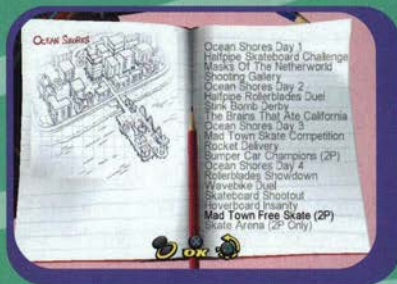 Ocean Shores
Ocean Shores Day 1
Halfpipe Skateboard Challenge
Masks Of The Netherworld
Shooting Gallery
Ocean Shores Day 2
Halfpipe Rollerblades Duel
Stink Bomb Derby
The Brains That Ate California
Ocean Shores Day 3
Mad Town Skate Competition
Rocket Delivery
Bumper Car Champions (2P)
Ocean Shores Day 4
Rollerblades Showdown
Wavebike Duel
Skateboard Shootout
Hoverboard Insanity
Mad Town Free Skate (2P)
Skate Arena (2P Only)
OK